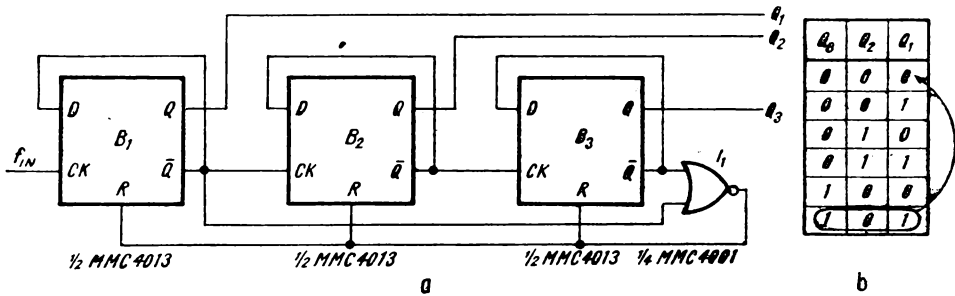 Q1
Q2
D Q
B1
CK Q̄
R
D Q
B2
CK Q̄
R
D Q
B3
CK Q̄
R
Q3
fIN
I1
1/2 MMC4013
1/2 MMC4013
1/2 MMC4013
1/4 MMC4001
a
Q3 Q2 Q1
0 0 0
0 0 1
0 1 0
0 1 1
1 0 0
1 0 1
b